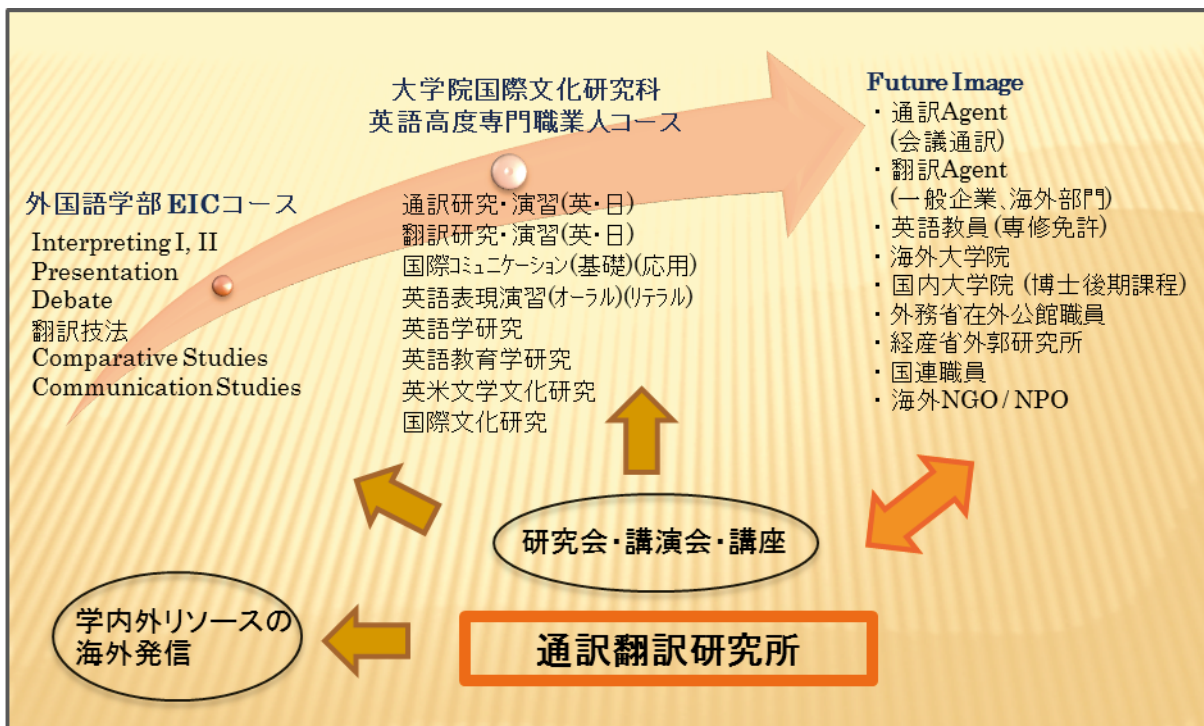 外国語学部 EICコース
Interpreting I, II
Presentation
Debate
翻訳技法
Comparative Studies
Communication Studies
大学院国際文化研究科
英語高度専門職業人コース
通訳研究・演習(英・日)
翻訳研究・演習(英・日)
国際ｺﾐｭﾆｹｰｼｮﾝ(基礎)(応用)
英語表現演習(ｵｰﾗﾙ)(ﾘﾃﾗﾙ)
英語学研究
英語教育学研究
英米文学文化研究
国際文化研究
Future Image
・通訳Agent
(会議通訳)
・翻訳Agent
(一般企業、海外部門)
・英語教員 (専修免許)
・海外大学院
・国内大学院 (博士後期課程)
・外務省在外公館職員
・経産省外郭研究所
・国連職員
・海外NGO / NPO
研究会・講演会・講座
学内外リソースの
海外発信
通訳翻訳研究所